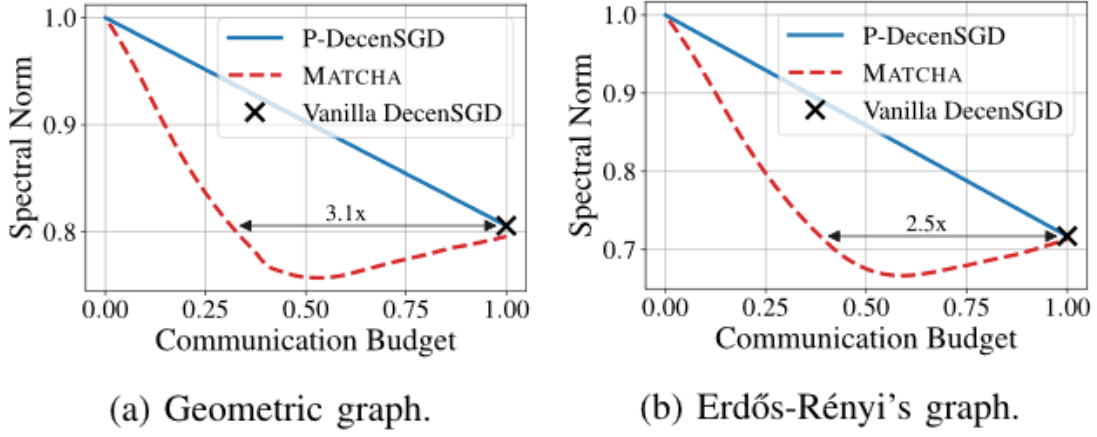 1.0
0.9
0.8
Spectral Norm
P-DecenSGD
MATCHA
Vanilla DecenSGD
3.1x
0.00 0.25 0.50 0.75 1.00
Communication Budget
(a) Geometric graph.
1.0
0.9
0.8
0.7
Spectral Norm
P-DecenSGD
MATCHA
Vanilla DecenSGD
2.5x
0.00 0.25 0.50 0.75 1.00
Communication Budget
(b) Erdős-Rényi's graph.